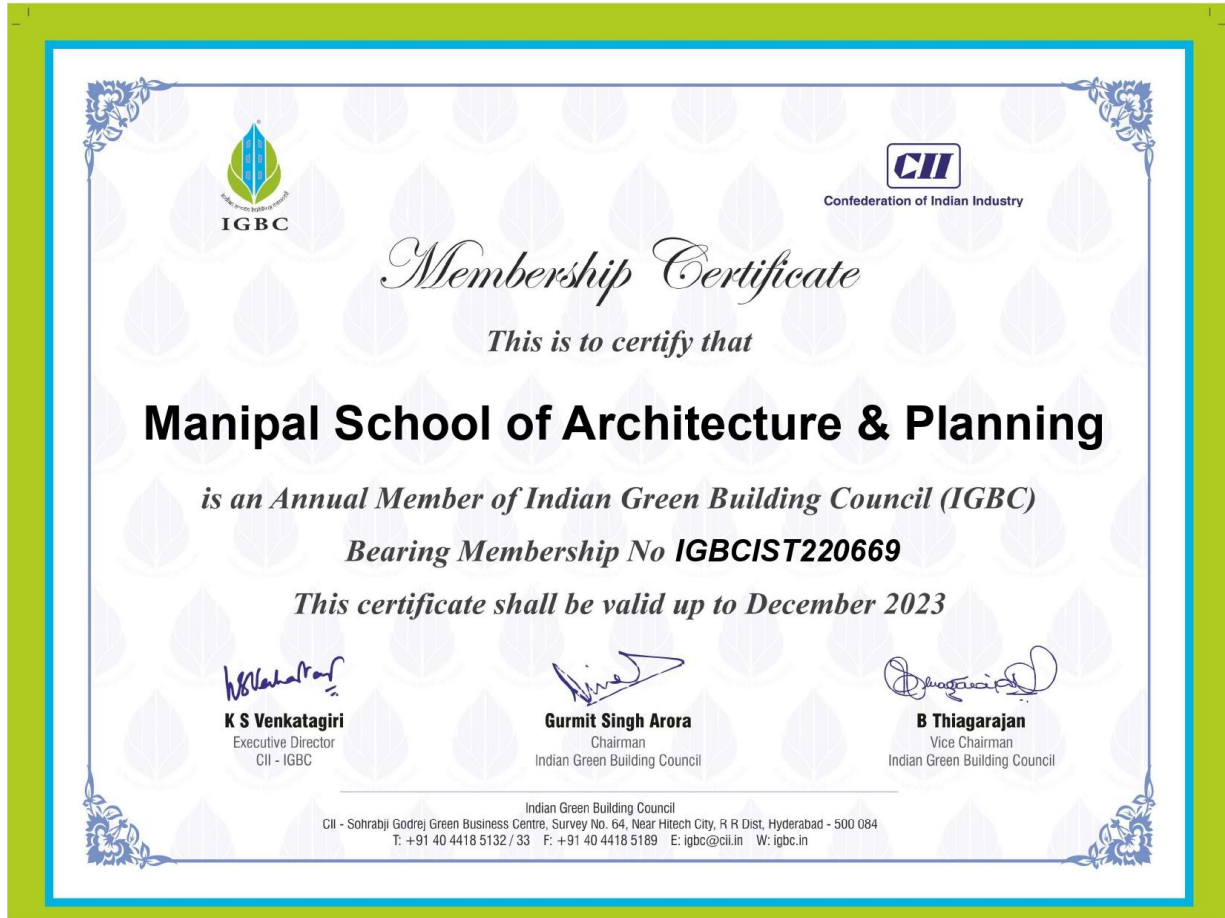 IGBC
CII
Confederation of Indian Industry
Membership Certificate
This is to certify that
Manipal School of Architecture & Planning
is an Annual Member of Indian Green Building Council (IGBC)
Bearing Membership No IGBCIST220669
This certificate shall be valid up to December 2023
K S Venkatagiri
Executive Director
CII - IGBC
Gurmit Singh Arora
Chairman
Indian Green Building Council
B Thiagarajan
Vice Chairman
Indian Green Building Council
Indian Green Building Council
CII - Sohrabji Godrej Green Business Centre, Survey No. 64, Near Hitech City, R R Dist, Hyderabad - 500 084
T: +91 40 4418 5132 / 33 F: +91 40 4418 5189 E: igbc@cii.in W: igbc.in